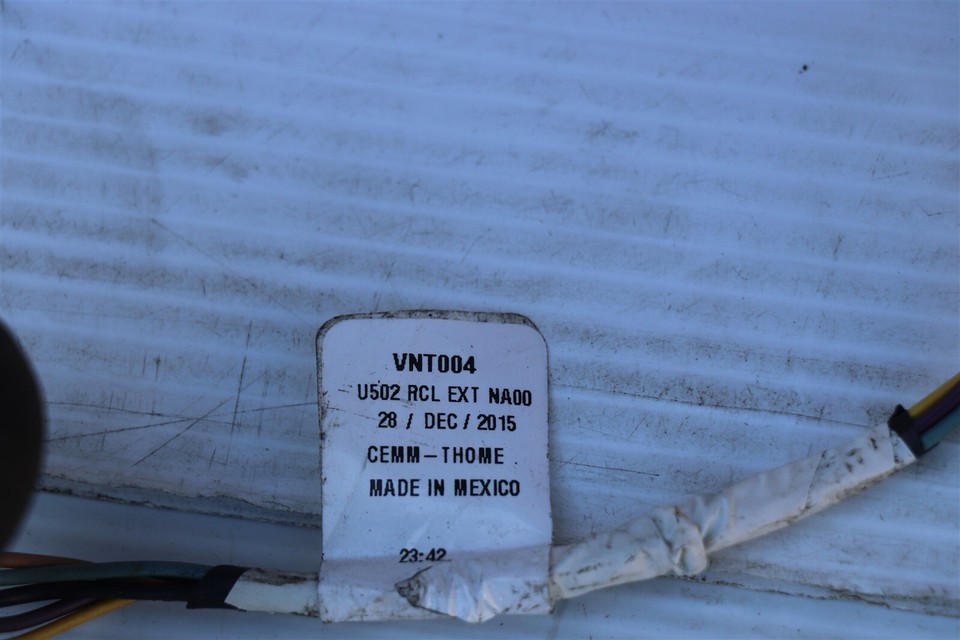 VNT004
U502 RCL EXT NA00
28 / DEC / 2015
CEMM-THOME
MADE IN MEXICO
23:42